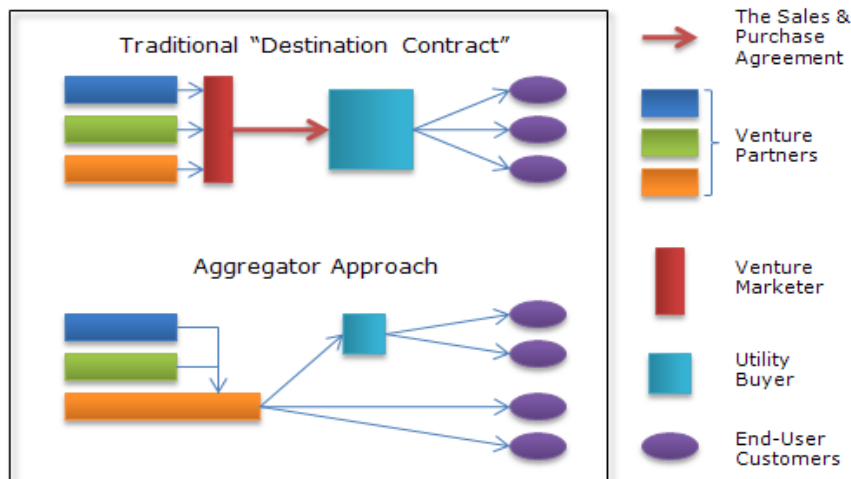 Traditional “Destination Contract”
Aggregator Approach
The Sales &
Purchase
Agreement
Venture
Partners
Venture
Marketer
Utility
Buyer
End-User
Customers